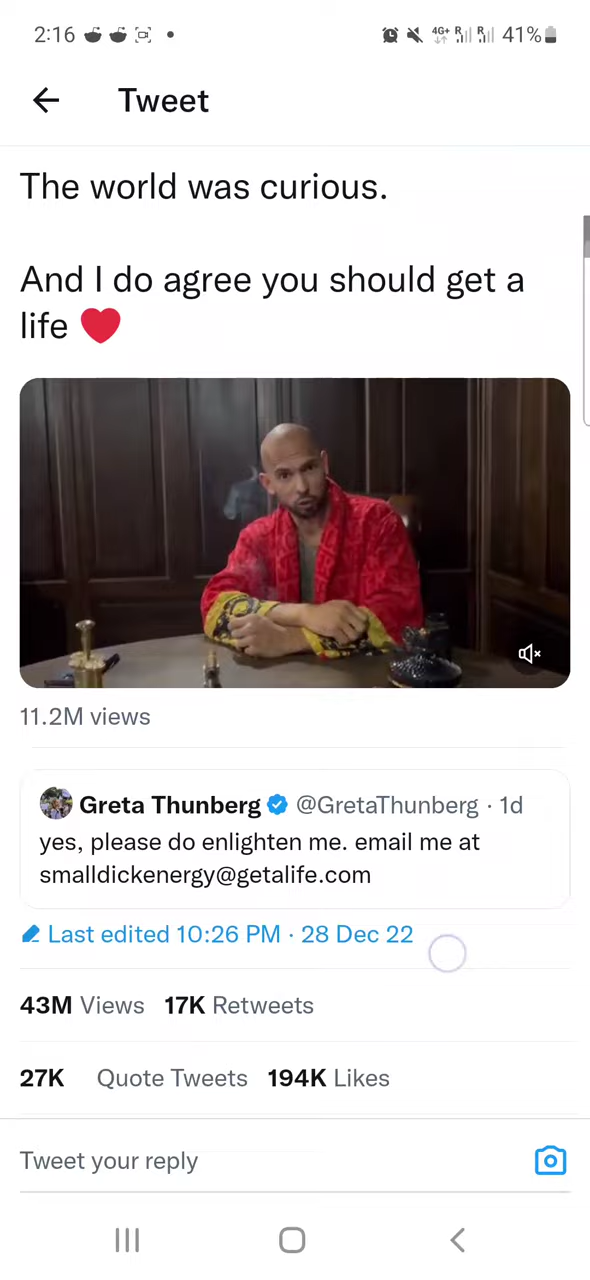 2:16 4G+ R R 41%
Tweet
The world was curious.
And I do agree you should get a
life
11.2M views
Greta Thunberg @GretaThunberg · 1d
yes, please do enlighten me. email me at
smalldickenergy@getalife.com
Last edited 10:26 PM · 28 Dec 22
43M Views 17K Retweets
27K Quote Tweets 194K Likes
Tweet your reply